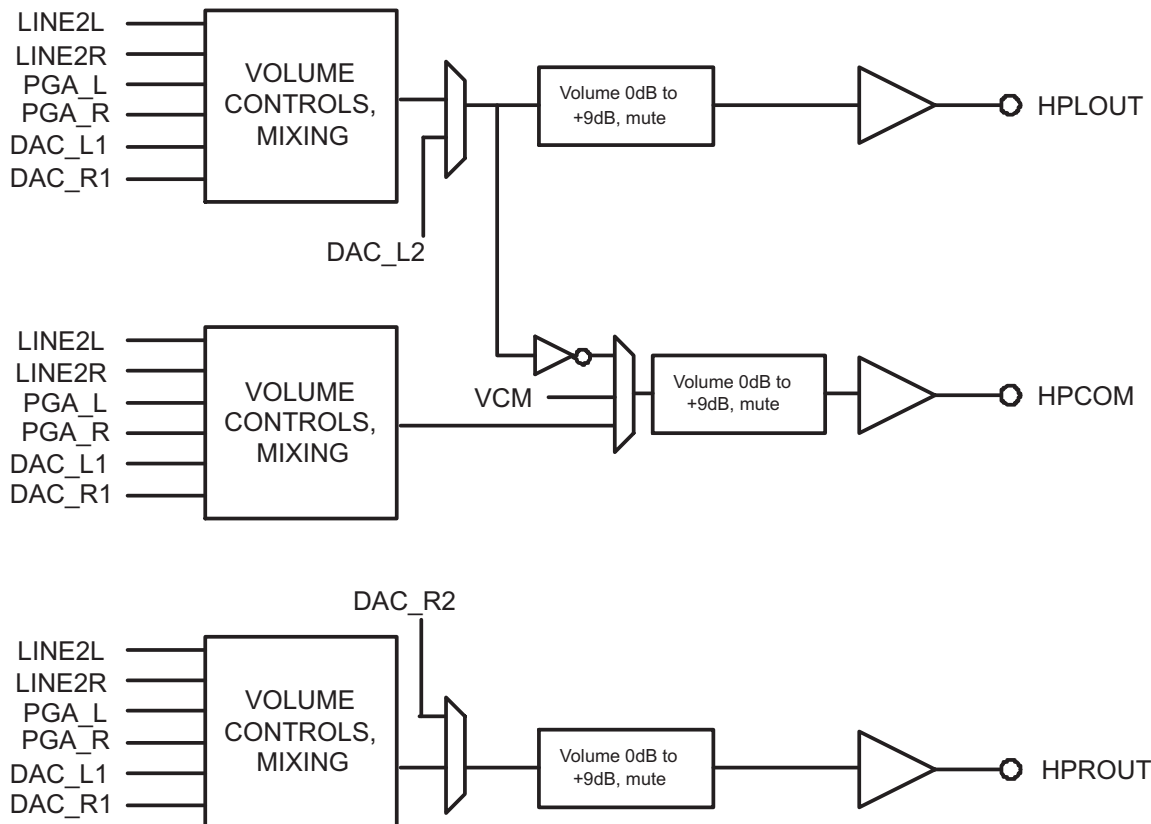 LINE2L
LINE2R
PGA_L
PGA_R
DAC_L1
DAC_R1
VOLUME
CONTROLS,
MIXING
DAC_L2
Volume 0dB to
+9dB, mute
HPLOUT
LINE2L
LINE2R
PGA_L
PGA_R
DAC_L1
DAC_R1
VOLUME
CONTROLS,
MIXING
VCM
Volume 0dB to
+9dB, mute
HPCOM
DAC_R2
LINE2L
LINE2R
PGA_L
PGA_R
DAC_L1
DAC_R1
VOLUME
CONTROLS,
MIXING
Volume 0dB to
+9dB, mute
HPROUT